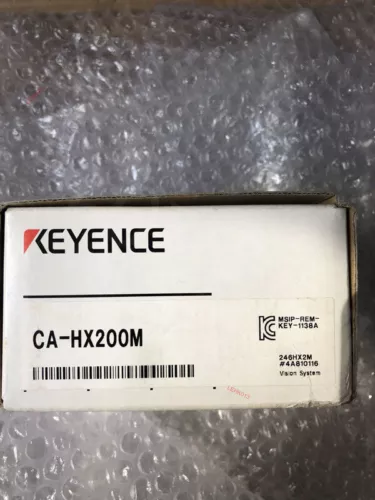 KEYENCE
CA-HX200M
MSIP-REM-
KEY-1138A
246HX2M
#4A810116
Vision System